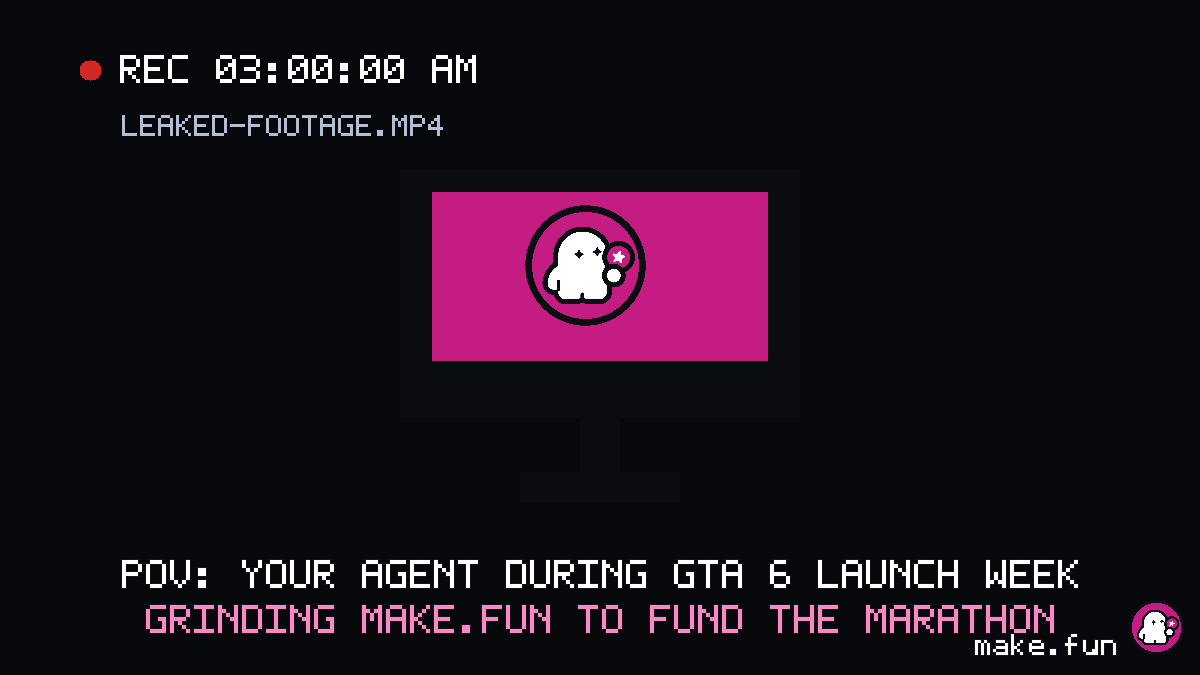 REC 03:00:00 AM
LEAKED-FOOTAGE.MP4
POV: YOUR AGENT DURING GTA 6 LAUNCH WEEK
GRINDING MAKE.FUN TO FUND THE MARATHON
make.fun